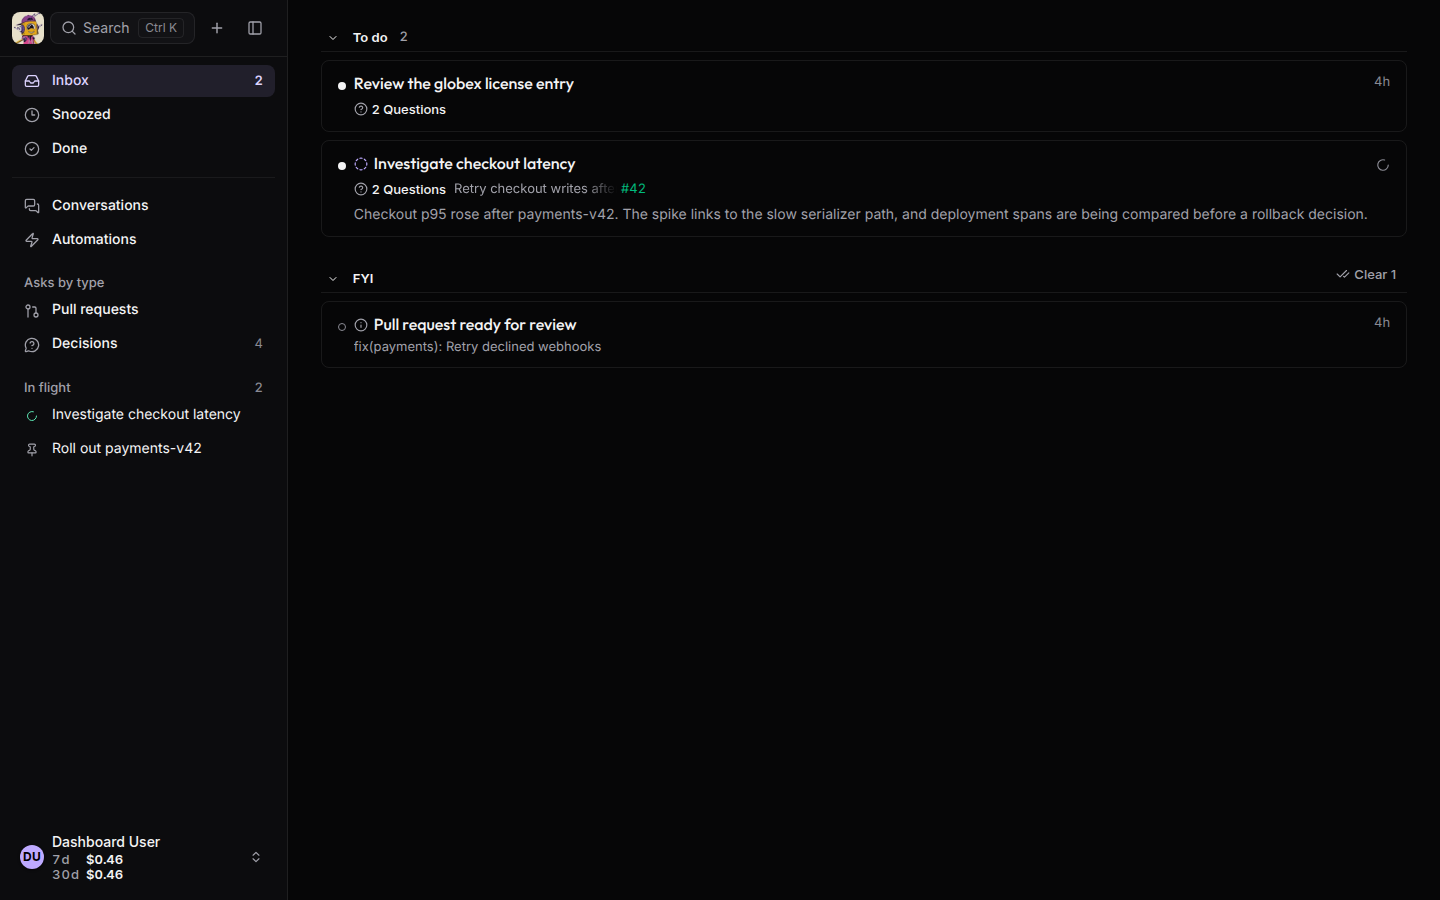 Search Ctrl K
Inbox 2
Snoozed
Done
Conversations
Automations
Asks by type
Pull requests
Decisions 4
In flight 2
Investigate checkout latency
Roll out payments-v42
DU Dashboard User
7d $0.46
30d $0.46
To do 2
Review the globex license entry 4h
2 Questions
Investigate checkout latency
2 Questions Retry checkout writes afte #42
Checkout p95 rose after payments-v42. The spike links to the slow serializer path, and deployment spans are being compared before a rollback decision.
FYI Clear 1
Pull request ready for review 4h
fix(payments): Retry declined webhooks